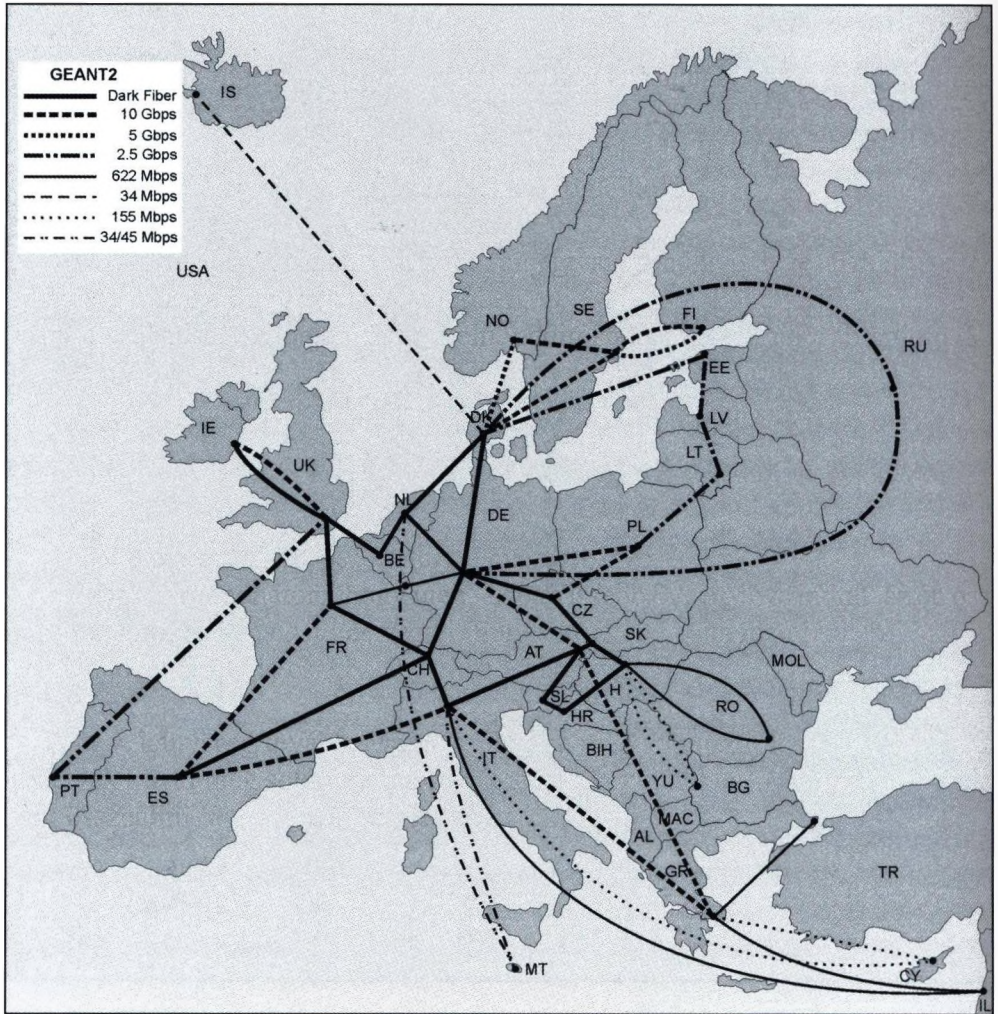 GEANT2
Dark Fiber
10 Gbps
5 Gbps
2.5 Gbps
622 Mbps
34 Mbps
155 Mbps
34/45 Mbps
IS
USA
NO
SE
FI
RU
EE
DK
LV
IE
LT
UK
NL
DE
PL
BE
CZ
SK
FR
CH
AT
MOL
SL
H
HR
RO
IT
BIH
PT
ES
YU
BG
MAC
AL
GR
TR
MT
CY
IL